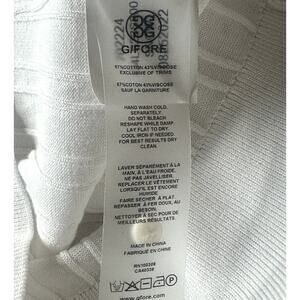 G/FORE
57%COTTON 43%VISCOSE
EXCLUSIVE OF TRIMS
57%COTON 43%VISCOSE
SAUF LA GARNITURE
HAND WASH COLD,
SEPARATELY.
DO NOT BLEACH
RESHAPE WHILE DAMP
LAY FLAT TO DRY.
COOL IRON IF NEEDED
FOR BEST RESULTS DRY
CLEAN.
LAVER SÉPARÉMENT À LA
MAIN, À L'EAU FROIDE.
NE PAS JAVELLISER.
REPLACER LE VÊTEMENT
LORSQU'IL EST ENCORE
HUMIDE
FAIRE SÉCHER À PLAT.
REPASSER À FER DOUX, AU
BESOIN.
NETTOYER À SEC POUR DE
MEILLEURS RÉSULTATS.
MADE IN CHINA
FABRIQUÉ EN CHINE
RN109308
CA40338
www.gfore.com